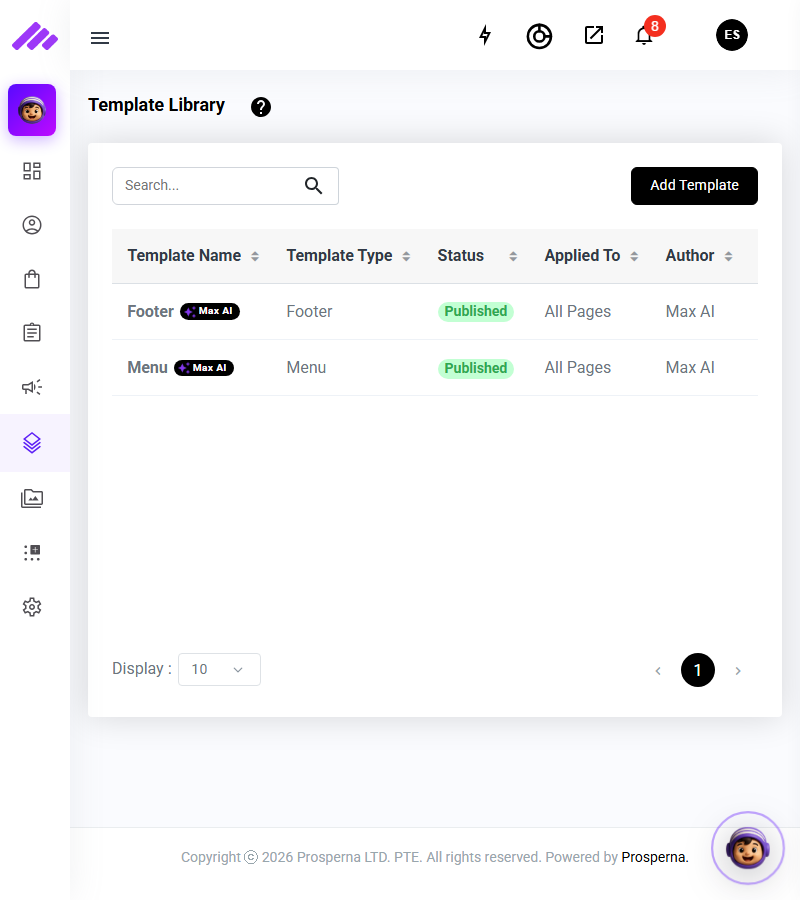 8
ES
Template Library
?
Search...
Add Template
Template Name Template Type Status Applied To Author
Footer Max AI Footer Published All Pages Max AI
Menu Max AI Menu Published All Pages Max AI
Display : 10
‹ 1 ›
Copyright © 2026 Prosperna LTD. PTE. All rights reserved. Powered by Prosperna.